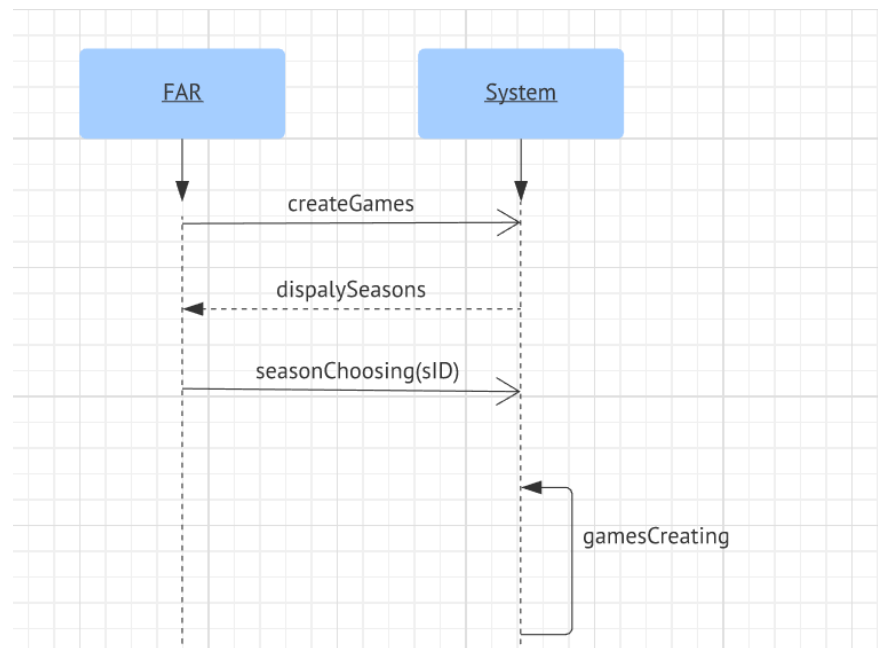 FAR
System
createGames
dispalySeasons
seasonChoosing(sID)
gamesCreating